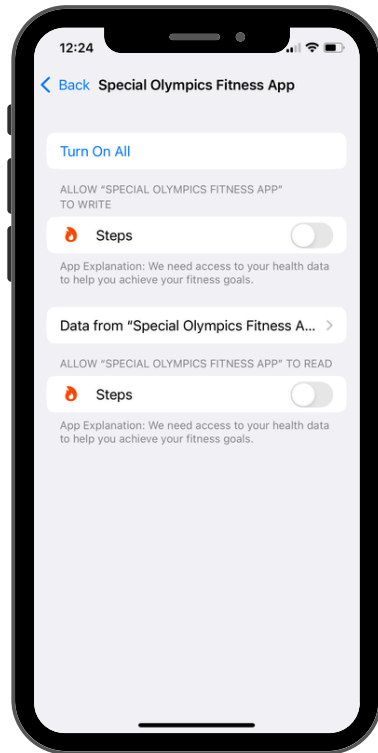 12:24
Back Special Olympics Fitness App
Turn On All
ALLOW “SPECIAL OLYMPICS FITNESS APP”
TO WRITE
Steps
App Explanation: We need access to your health data
to help you achieve your fitness goals.
Data from “Special Olympics Fitness A...
ALLOW “SPECIAL OLYMPICS FITNESS APP” TO READ
Steps
App Explanation: We need access to your health data
to help you achieve your fitness goals.